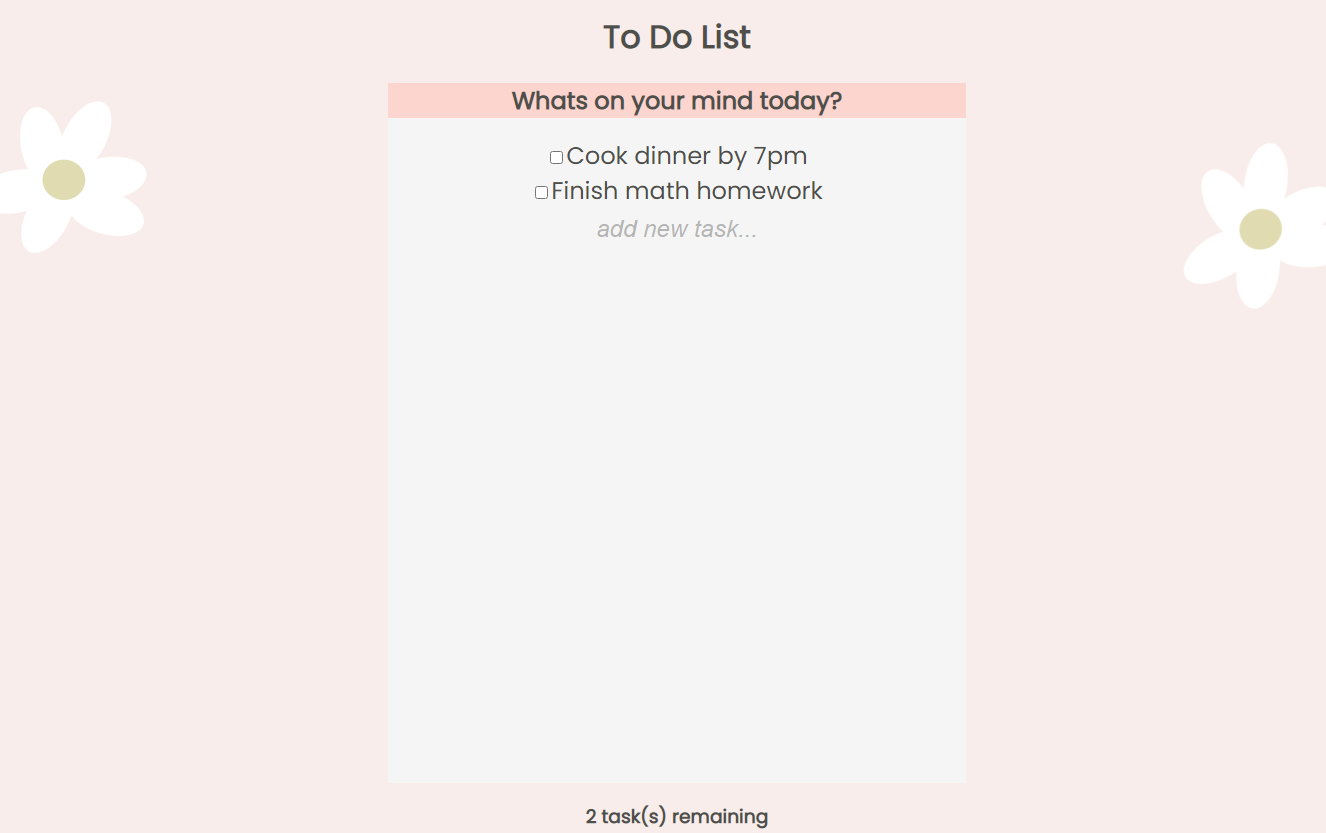 To Do List
Whats on your mind today?
Cook dinner by 7pm
Finish math homework
add new task...
2 task(s) remaining